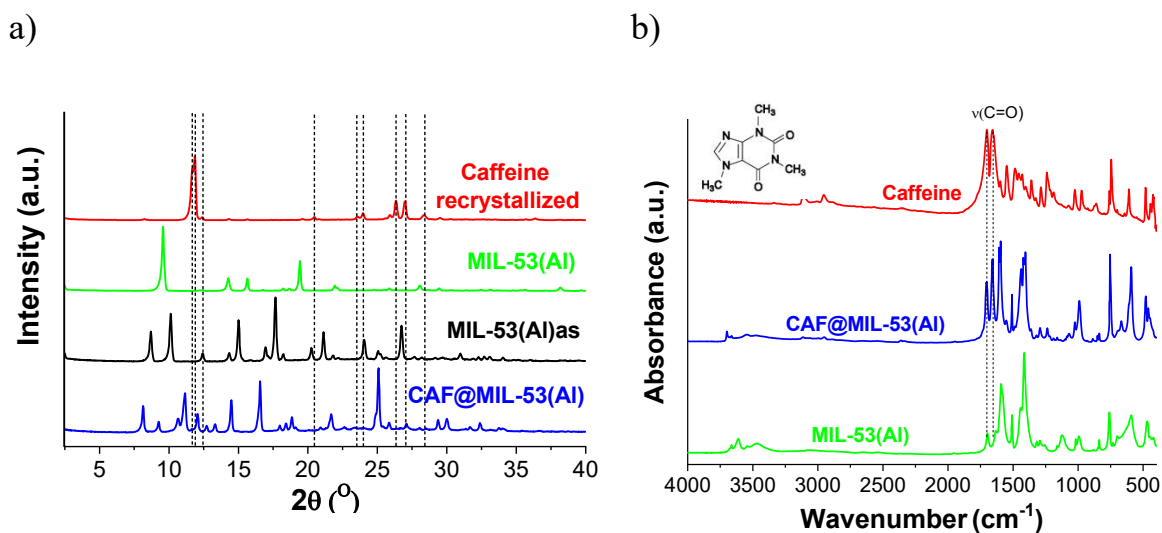 a)
Intensity (a.u.)
Caffeine
recrystallized
MIL-53(Al)
MIL-53(Al)as
CAF@MIL-53(Al)
5 10 15 20 25 30 35 40
2θ (O)
b)
Absorbance (a.u.)
ν(C=O)
CH3
O
N
N
N
N
CH3
H3C
O
Caffeine
CAF@MIL-53(Al)
MIL-53(Al)
4000 3500 3000 2500 2000 1500 1000 500
Wavenumber (cm-1)